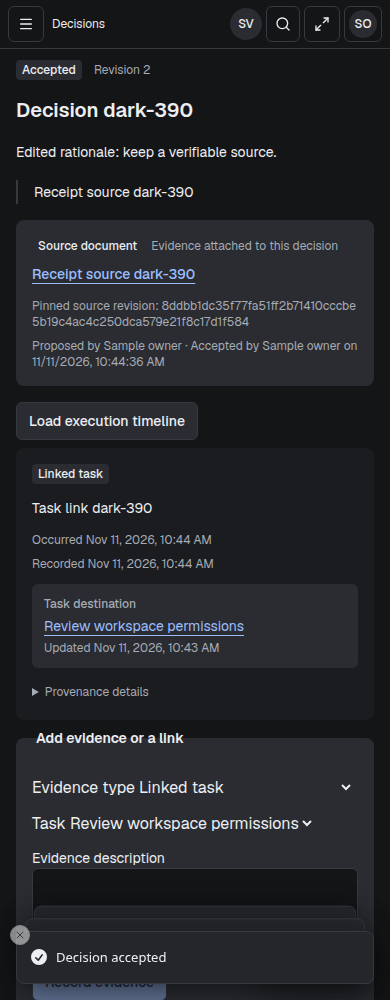 Decisions
SV
SO
Accepted
Revision 2
Decision dark-390
Edited rationale: keep a verifiable source.
Receipt source dark-390
Source document
Evidence attached to this decision
Receipt source dark-390
Pinned source revision: 8ddbb1dc35f77fa51ff2b71410cccbe
5b19c4ac4c250dca579e21f8c17d1f584
Proposed by Sample owner · Accepted by Sample owner on
11/11/2026, 10:44:36 AM
Load execution timeline
Linked task
Task link dark-390
Occurred Nov 11, 2026, 10:44 AM
Recorded Nov 11, 2026, 10:44 AM
Task destination
Review workspace permissions
Updated Nov 11, 2026, 10:43 AM
Provenance details
Add evidence or a link
Evidence type Linked task
Task Review workspace permissions
Evidence description
Decision accepted
Record evidence